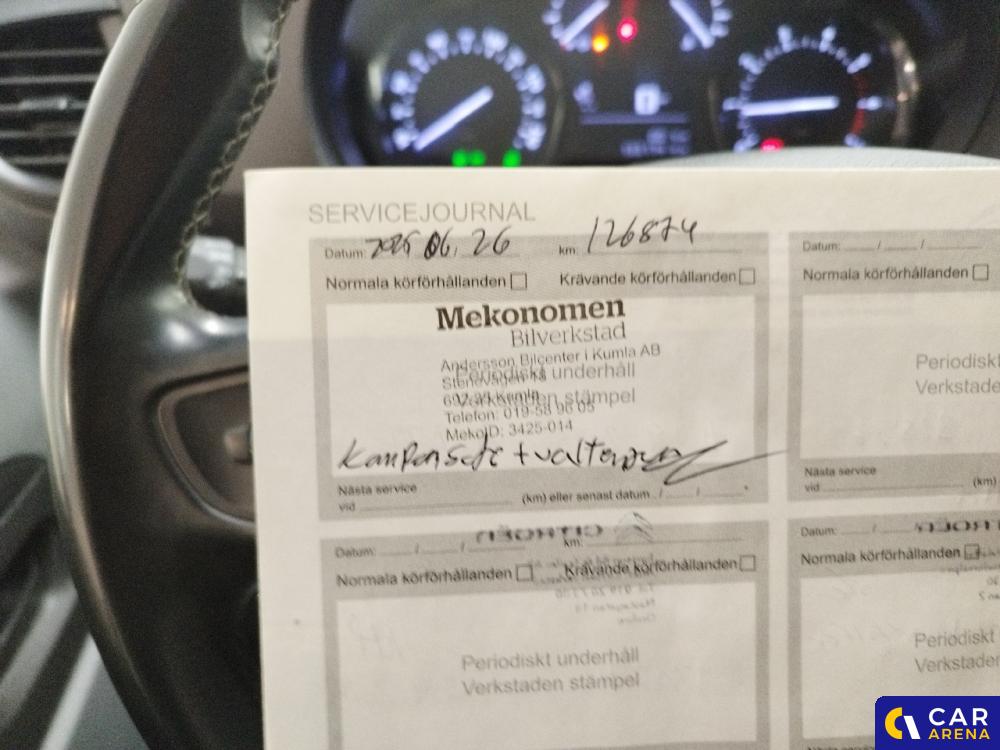 SERVICEJOURNAL
Datum: 2025 06, 26 km: 126874
Normala körförhållanden Krävande körförhållanden
Mekonomen
Bilverkstad
Andersson Bilcenter i Kumla AB
Periodiskt underhåll
Verkstaden stämpel
692 Kumla
Telefon: 019-58 96 05
MekoID: 3425-014
Nästa service
vid (km) eller senast datum / /
Datum: / / /
Normala körförhållanden
Periodiskt
Verkstaden
Nästa service
vid (km)
Datum: / / km:
Normala körförhållanden Krävande körförhållanden
Periodiskt underhåll
Verkstaden stämpel
Datum: /
Normala körförhållanden
Periodiskt
Verkstaden
CAR
ARENA